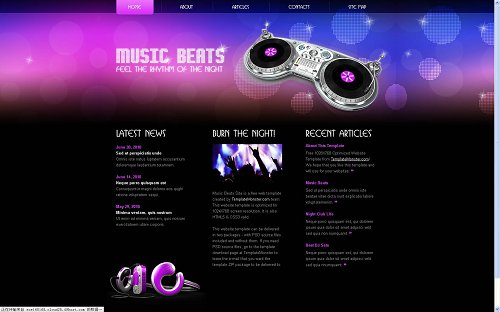 HOME ABOUT ARTICLES CONTACTS SITE MAP
MUSIC BEATS
FEEL THE RHYTHM OF THE NIGHT
LATEST NEWS
June 30, 2010
Sed ut perspiciatis unde
Omnis iste natus luptatem accusantium
doloremque laudantium totamrem.
June 14, 2010
Neque porro quisquam est
Consequuntur magni dolores eos quigth
ratione voluptatem sequi.
May 29, 2010
Minima veniam, quis nostrum
Ut enim ad minima veniam, quis nostrum
exercitationem ullam corporis.
BURN THE NIGHT!
Music Beats Site is a free web template
created by TemplateMonster.com team.
This website template is optimized for
1024X768 screen resolution. It is also
HTML5 & CSS3 valid.
This website template can be delivered
in two packages - with PSD source files
included and without them. If you need
PSD source files, go to the template
download page at TemplateMonster to
leave the e-mail that you want the
template ZIP package to be delivered to.
RECENT ARTICLES
About This Template
Free 1024X768 Optimized Website
Template from TemplateMonster.com!
We hope that you like this template and
will use for your websites.
Music Gears
Sed ut perspiciatis unde omnis iste
voluptatemaccusantium.
Night Club Life
Neque porro quisquam est, qui dolorem
ipsum quia dolor sit amet adipisci velit
sed quia non numquam.
Best DJ Sets
Neque porro quisquam est, qui dolorem
ipsum quia dolor sit amet adipisci velit
sed quia non numquam.